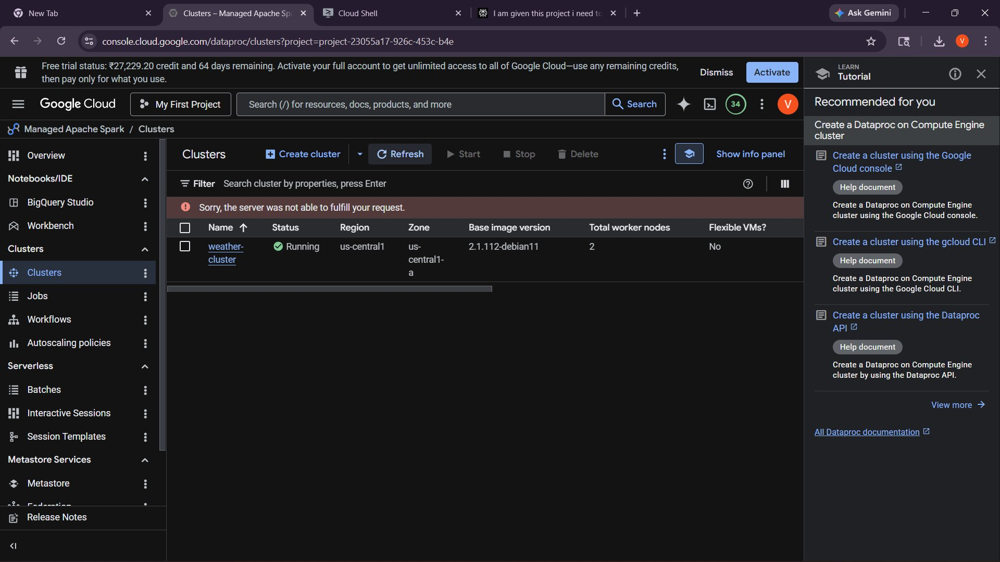 New Tab
Clusters – Managed Apache Sp
Cloud Shell
I am given this project i need to
Ask Gemini
console.cloud.google.com/dataproc/clusters?project=project-23055a17-926c-453c-b4e
V
Free trial status: ₹27,229.20 credit and 64 days remaining. Activate your full account to get unlimited access to all of Google Cloud—use any remaining credits,
then pay only for what you use.
Dismiss
Activate
Google Cloud
My First Project
Search (/) for resources, docs, products, and more
Search
34
V
Managed Apache Spark / Clusters
Overview
Notebooks/IDE
BigQuery Studio
Workbench
Clusters
Clusters
Jobs
Workflows
Autoscaling policies
Serverless
Batches
Interactive Sessions
Session Templates
Metastore Services
Metastore
Federation
Release Notes
Clusters
Create cluster
Refresh
Start
Stop
Delete
Show info panel
Filter
Search cluster by properties, press Enter
Sorry, the server was not able to fulfill your request.
Name Status Region Zone Base image version Total worker nodes Flexible VMs?
weather- Running us-central1 us- 2.1.112-debian11 2 No
cluster central1-
a
LEARN
Tutorial
Recommended for you
Create a Dataproc on Compute Engine
cluster
Create a cluster using the Google
Cloud console
Help document
Create a Dataproc on Compute Engine
cluster using the Google Cloud console.
Create a cluster using the gcloud CLI
Help document
Create a Dataproc on Compute Engine
cluster using the Google Cloud CLI.
Create a cluster using the Dataproc
API
Help document
Create a Dataproc on Compute Engine
cluster by using the Dataproc API.
View more
All Dataproc documentation